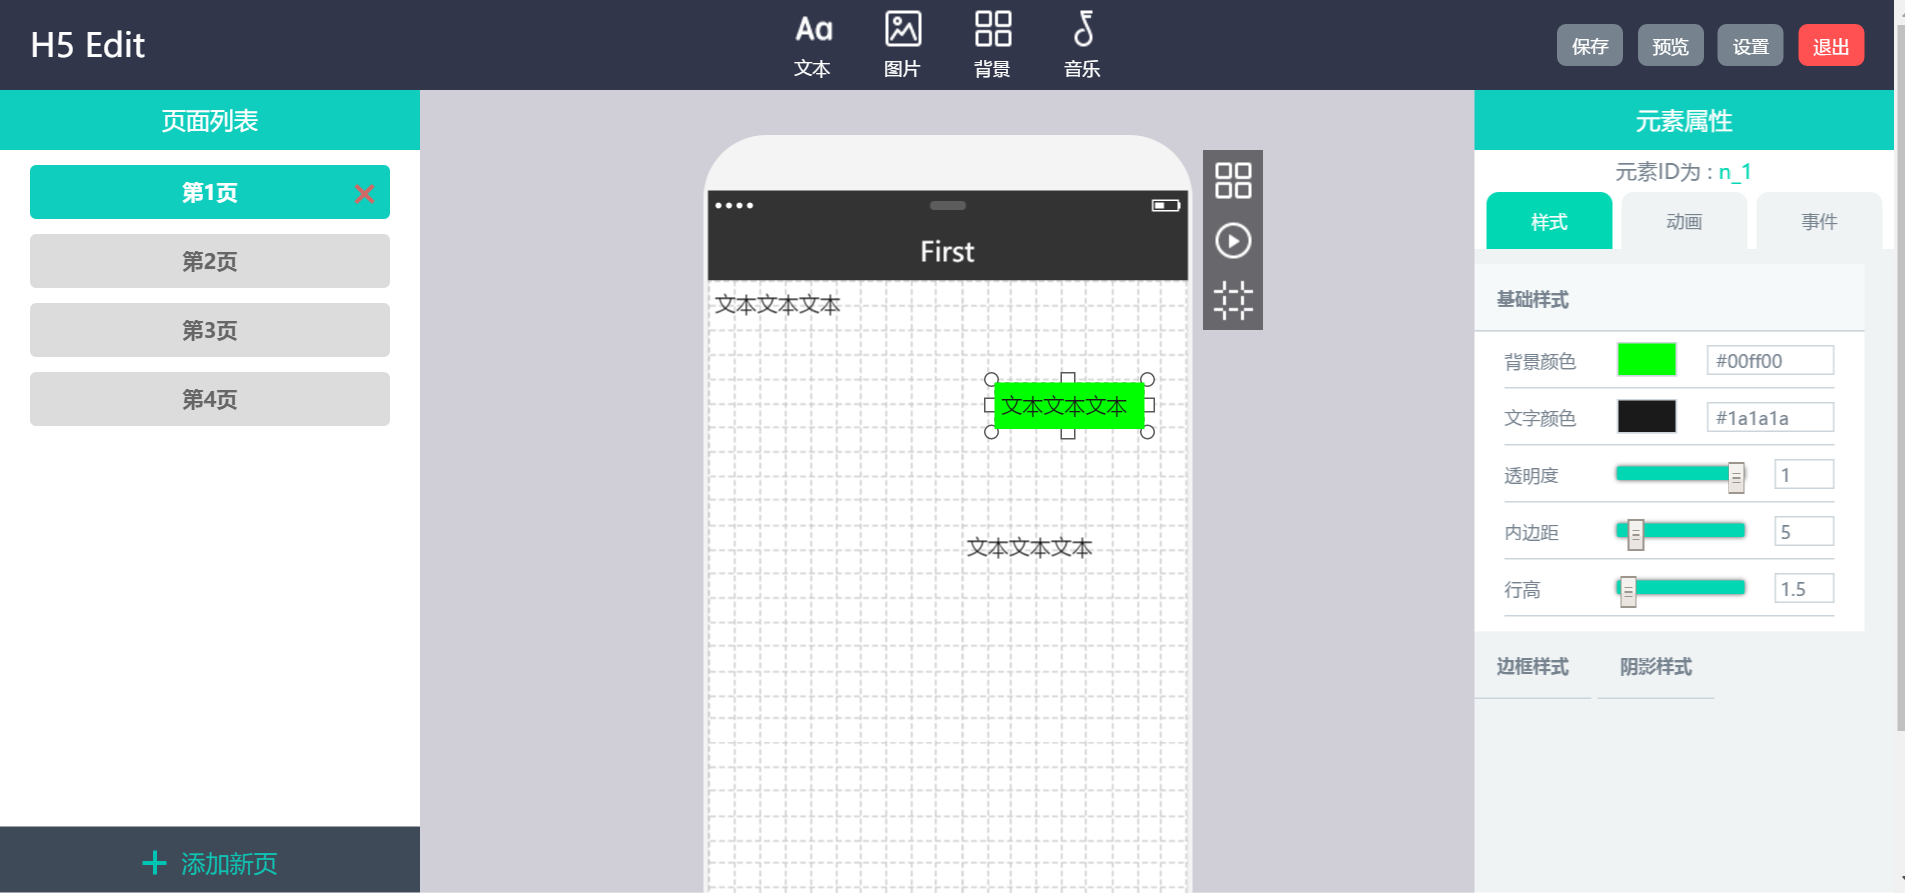 H5 Edit
Aa
文本
图片
背景
音乐
保存
预览
设置
退出
页面列表
第1页
第2页
第3页
第4页
添加新页
First
文本文本文本
文本文本文本
文本文本文本
元素属性
元素ID为 : n_1
样式
动画
事件
基础样式
背景颜色 #00ff00
文字颜色 #1a1a1a
透明度 1
内边距 5
行高 1.5
边框样式
阴影样式